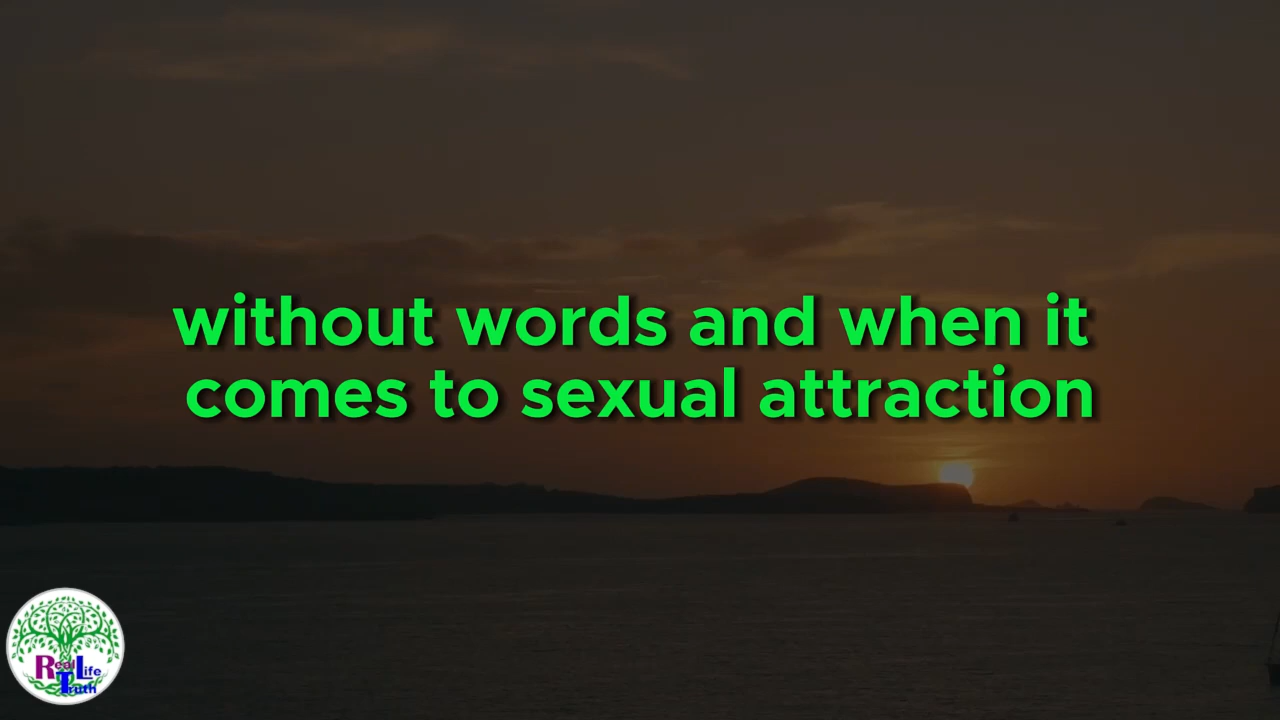 without words and when it
comes to sexual attraction
Real Life
Truth